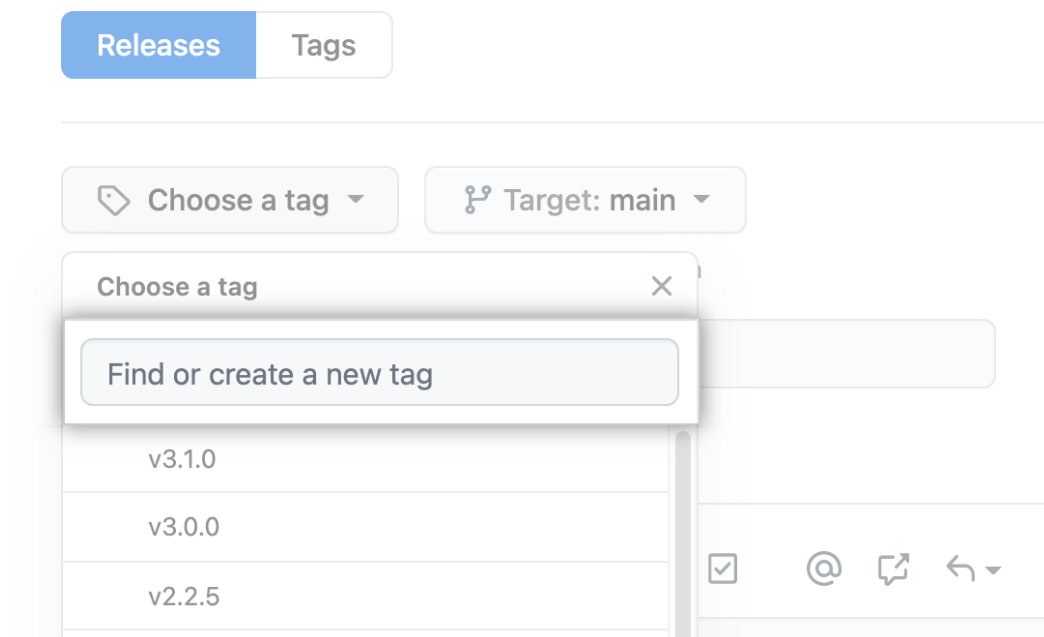 Releases Tags
Choose a tag Target: main
Choose a tag
Find or create a new tag
v3.1.0
v3.0.0
v2.2.5